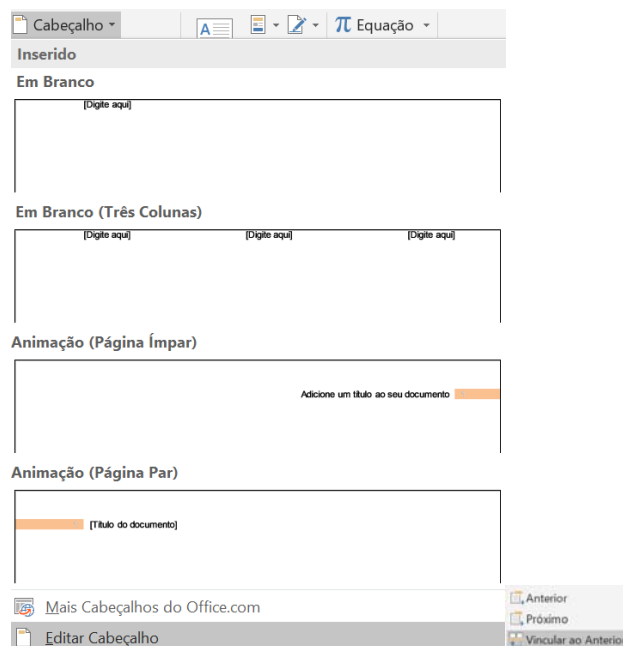 Cabeçalho
A
π Equação
Inserido
Em Branco
[Digite aqui]
Em Branco (Três Colunas)
[Digite aqui] [Digite aqui] [Digite aqui]
Animação (Página Ímpar)
Adicione um título ao seu documento
Animação (Página Par)
[Título do documento]
Mais Cabeçalhos do Office.com
Editar Cabeçalho
Anterior
Próximo
Vincular ao Anterio